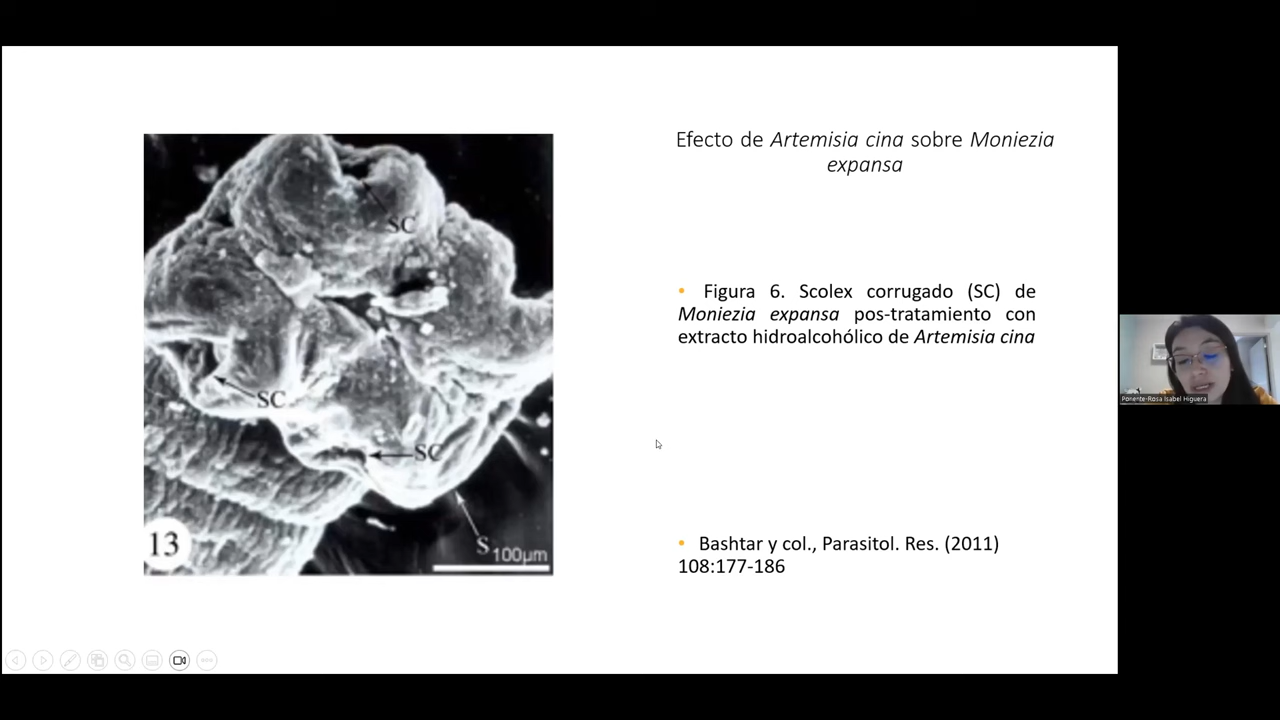 Efecto de Artemisia cina sobre Moniezia
expansa
SC
SC
SC
S
100µm
13
• Figura 6. Scolex corrugado (SC) de
Moniezia expansa pos-tratamiento con
extracto hidroalcohólico de Artemisia cina
• Bashtar y col., Parasitol. Res. (2011)
108:177-186
Ponente-Rosa Isabel Higuera